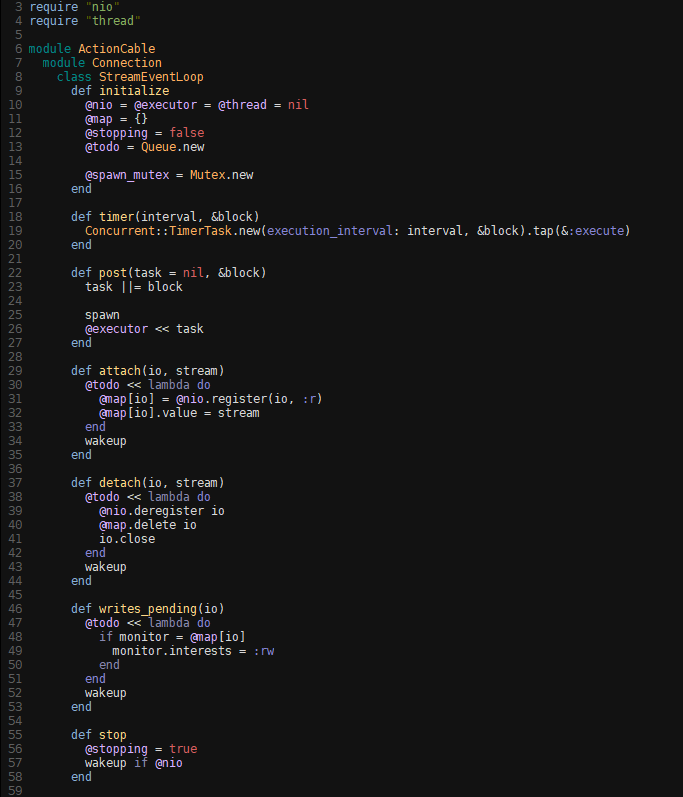 3 require "nio"
4 require "thread"
5
6 module ActionCable
7   module Connection
8     class StreamEventLoop
9       def initialize
10         @nio = @executor = @thread = nil
11         @map = {}
12         @stopping = false
13         @todo = Queue.new
14
15         @spawn_mutex = Mutex.new
16       end
17
18       def timer(interval, &block)
19         Concurrent::TimerTask.new(execution_interval: interval, &block).tap(&:execute)
20       end
21
22       def post(task = nil, &block)
23         task ||= block
24
25         spawn
26         @executor << task
27       end
28
29       def attach(io, stream)
30         @todo << lambda do
31           @map[io] = @nio.register(io, :r)
32           @map[io].value = stream
33         end
34         wakeup
35       end
36
37       def detach(io, stream)
38         @todo << lambda do
39           @nio.deregister io
40           @map.delete io
41           io.close
42         end
43         wakeup
44       end
45
46       def writes_pending(io)
47         @todo << lambda do
48           if monitor = @map[io]
49             monitor.interests = :rw
50           end
51         end
52         wakeup
53       end
54
55       def stop
56         @stopping = true
57         wakeup if @nio
58       end
59